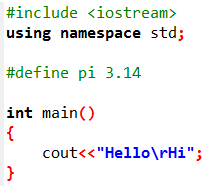 #include <iostream>
using namespace std;

#define pi 3.14

int main()
{
    cout<<"Hello\rHi";
}